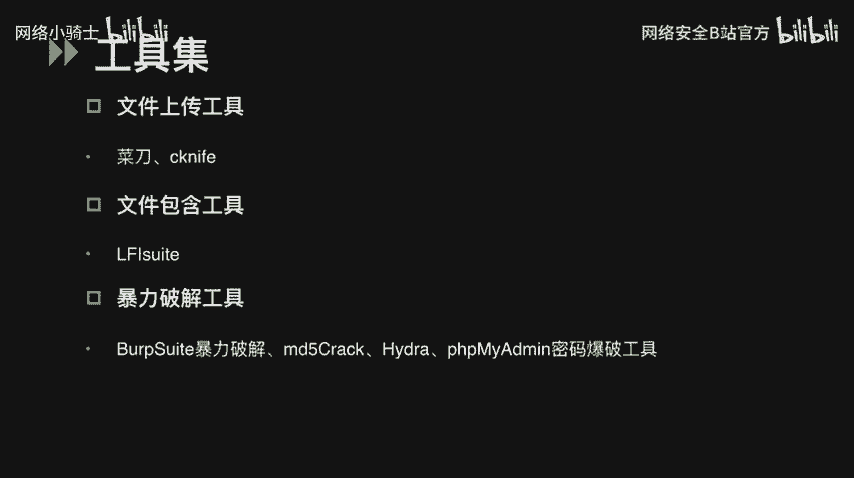 网络小骑士 bilibili
网络安全B站官方 bilibili
工具集
文件上传工具
菜刀、cknife
文件包含工具
LFIsuite
暴力破解工具
BurpSuite暴力破解、md5Crack、Hydra、phpMyAdmin密码爆破工具